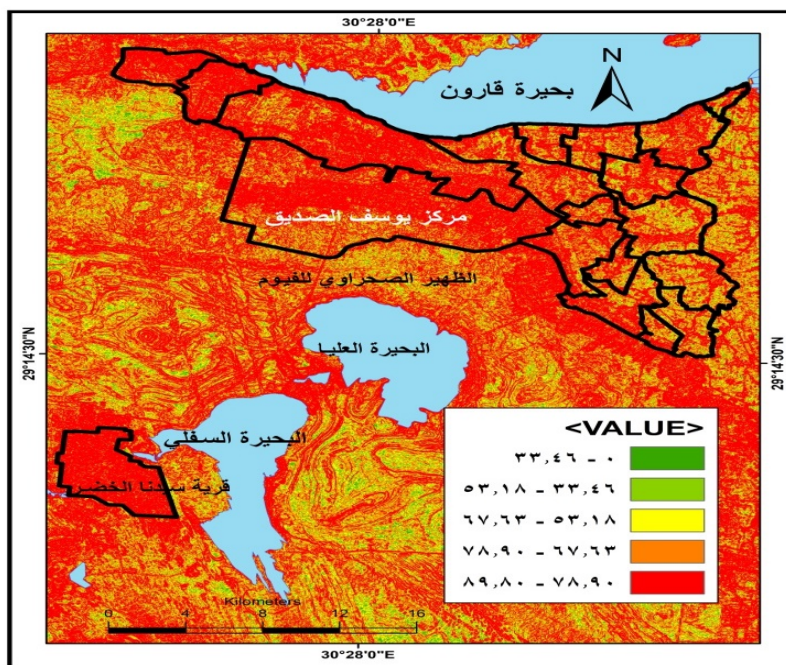 30°28'0"E
N
بحيرة قارون
مركز يوسف الصديق
الظهير الصحراوي للفيوم
البحيرة العليا
29°14'30"N
29°14'30"N
البحيرة السفلي
قرية سدنا الخضر
<VALUE>
٠ - ٣٣,٤٦
٣٣,٤٦ - ٥٣,١٨
٥٣,١٨ - ٦٧,٦٣
٦٧,٦٣ - ٧٨,٩٠
٧٨,٩٠ - ٨٩,٨٠
Kilometers
0 4 8 12 16
30°28'0"E